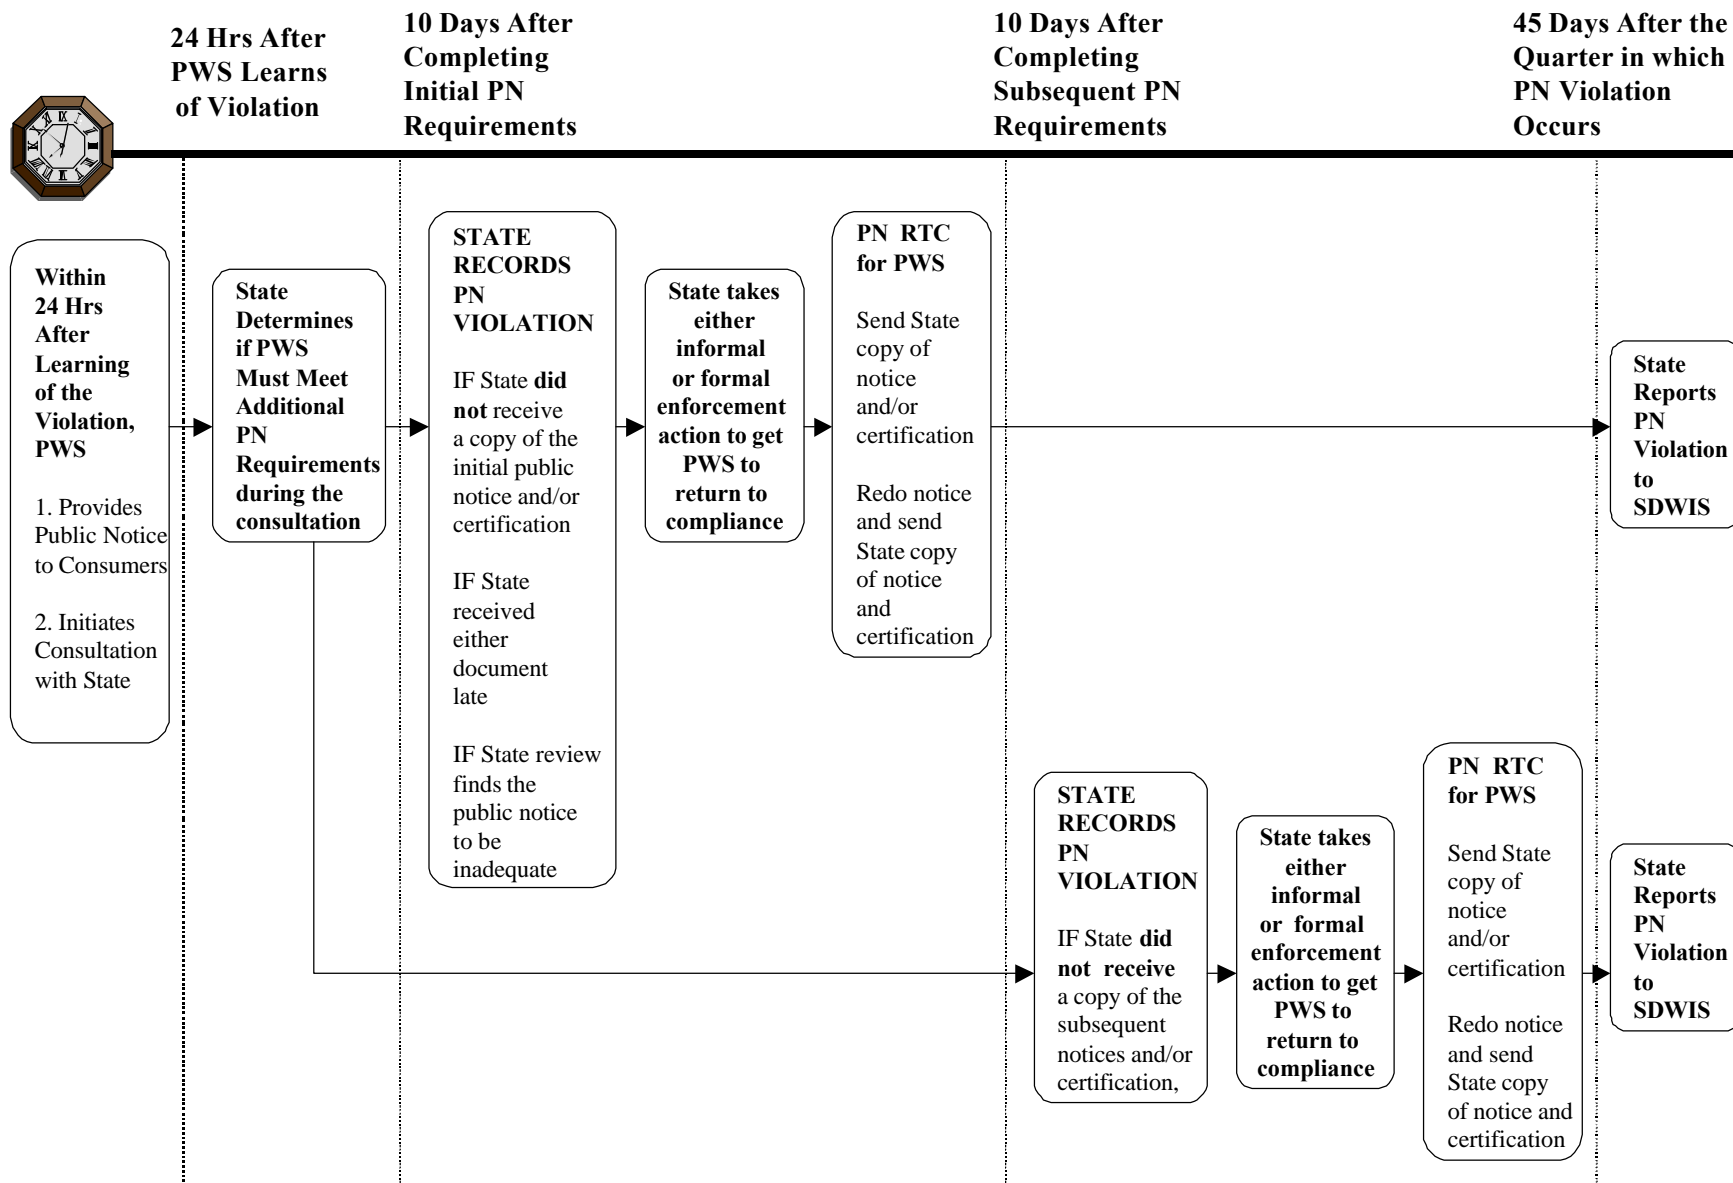 24 Hrs After
PWS Learns
of Violation
10 Days After
Completing
Initial PN
Requirements
10 Days After
Completing
Subsequent PN
Requirements
45 Days After the
Quarter in which
PN Violation
Occurs
Within
24 Hrs
After
Learning
of the
Violation,
PWS
1. Provides
Public Notice
to Consumers
2. Initiates
Consultation
with State
State
Determines
if PWS
Must Meet
Additional
PN
Requirements
during the
consultation
STATE
RECORDS
PN
VIOLATION
IF State did
not receive
a copy of the
initial public
notice and/or
certification
IF State
received
either
document
late
IF State review
finds the
public notice
to be
inadequate
State takes
either
informal
or formal
enforcement
action to get
PWS to
return to
compliance
PN RTC
for PWS
Send State
copy of
notice
and/or
certification
Redo notice
and send
State copy
of notice
and
certification
State
Reports
PN
Violation
to
SDWIS
STATE
RECORDS
PN
VIOLATION
IF State did
not receive
a copy of the
subsequent
notices and/or
certification,
State takes
either
informal
or formal
enforcement
action to get
PWS to
return to
compliance
PN RTC
for PWS
Send State
copy of
notice
and/or
certification
Redo notice
and send
State copy
of notice and
certification
State
Reports
PN
Violation
to
SDWIS